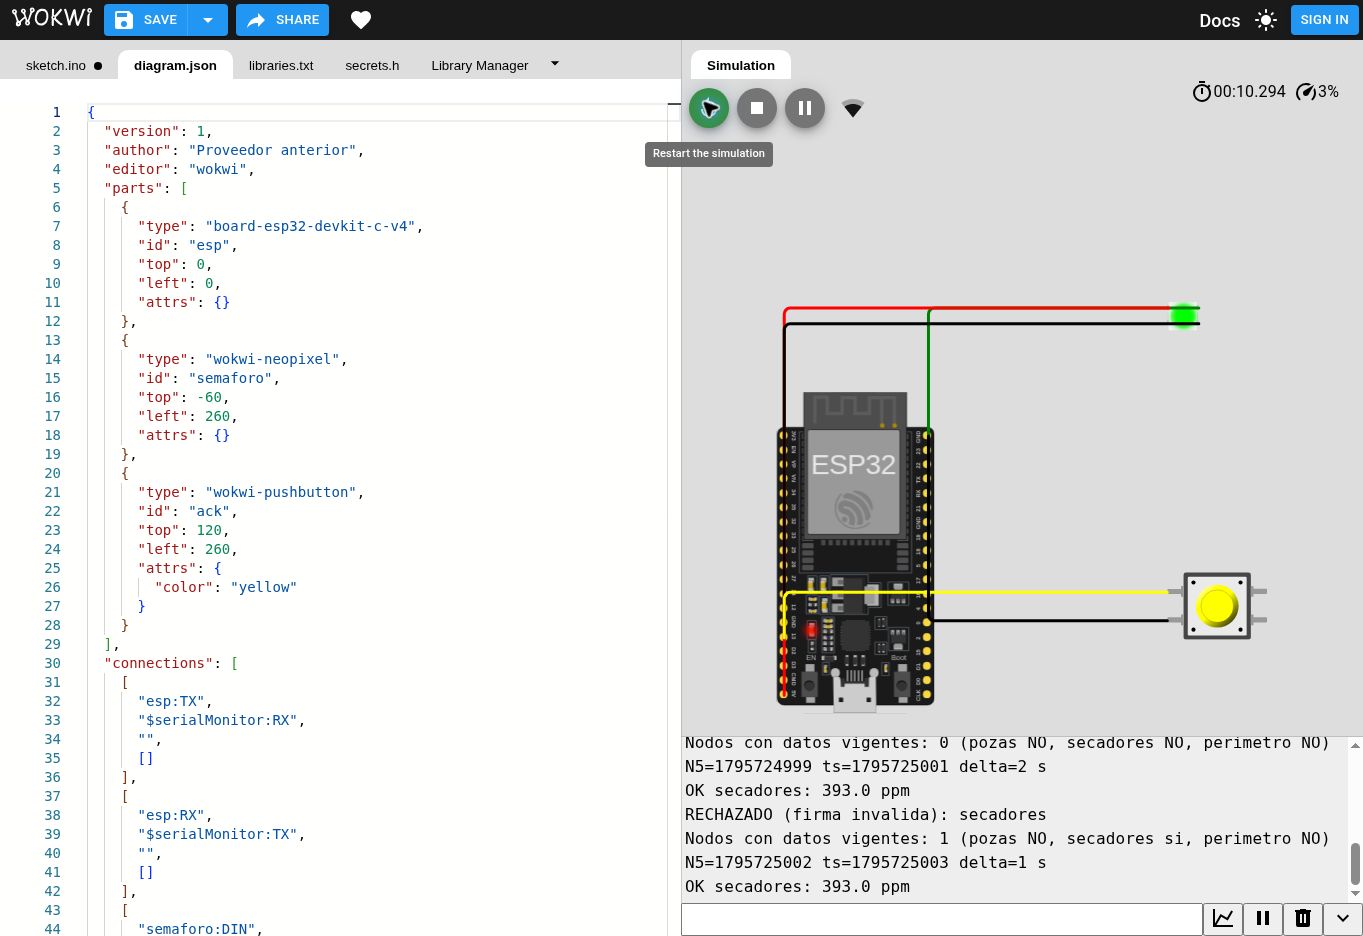 WOKWI
SAVE
SHARE
Docs
SIGN IN
sketch.ino
diagram.json
libraries.txt
secrets.h
Library Manager
Simulation
00:10.294
3%
Restart the simulation
1 {
2 "version": 1,
3 "author": "Proveedor anterior",
4 "editor": "wokwi",
5 "parts": [
6 {
7 "type": "board-esp32-devkit-c-v4",
8 "id": "esp",
9 "top": 0,
10 "left": 0,
11 "attrs": {}
12 },
13 {
14 "type": "wokwi-neopixel",
15 "id": "semaforo",
16 "top": -60,
17 "left": 260,
18 "attrs": {}
19 },
20 {
21 "type": "wokwi-pushbutton",
22 "id": "ack",
23 "top": 120,
24 "left": 260,
25 "attrs": {
26 "color": "yellow"
27 }
28 }
29 ],
30 "connections": [
31 [
32 "esp:TX",
33 "$serialMonitor:RX",
34 "",
35 []
36 ],
37 [
38 "esp:RX",
39 "$serialMonitor:TX",
40 "",
41 []
42 ],
43 [
44 "semaforo:DIN",
ESP32
EN
Boot
Nodos con datos vigentes: 0 (pozas NO, secadores NO, perimetro NO)
N5=1795724999 ts=1795725001 delta=2 s
OK secadores: 393.0 ppm
RECHAZADO (firma invalida): secadores
Nodos con datos vigentes: 1 (pozas NO, secadores si, perimetro NO)
N5=1795725002 ts=1795725003 delta=1 s
OK secadores: 393.0 ppm